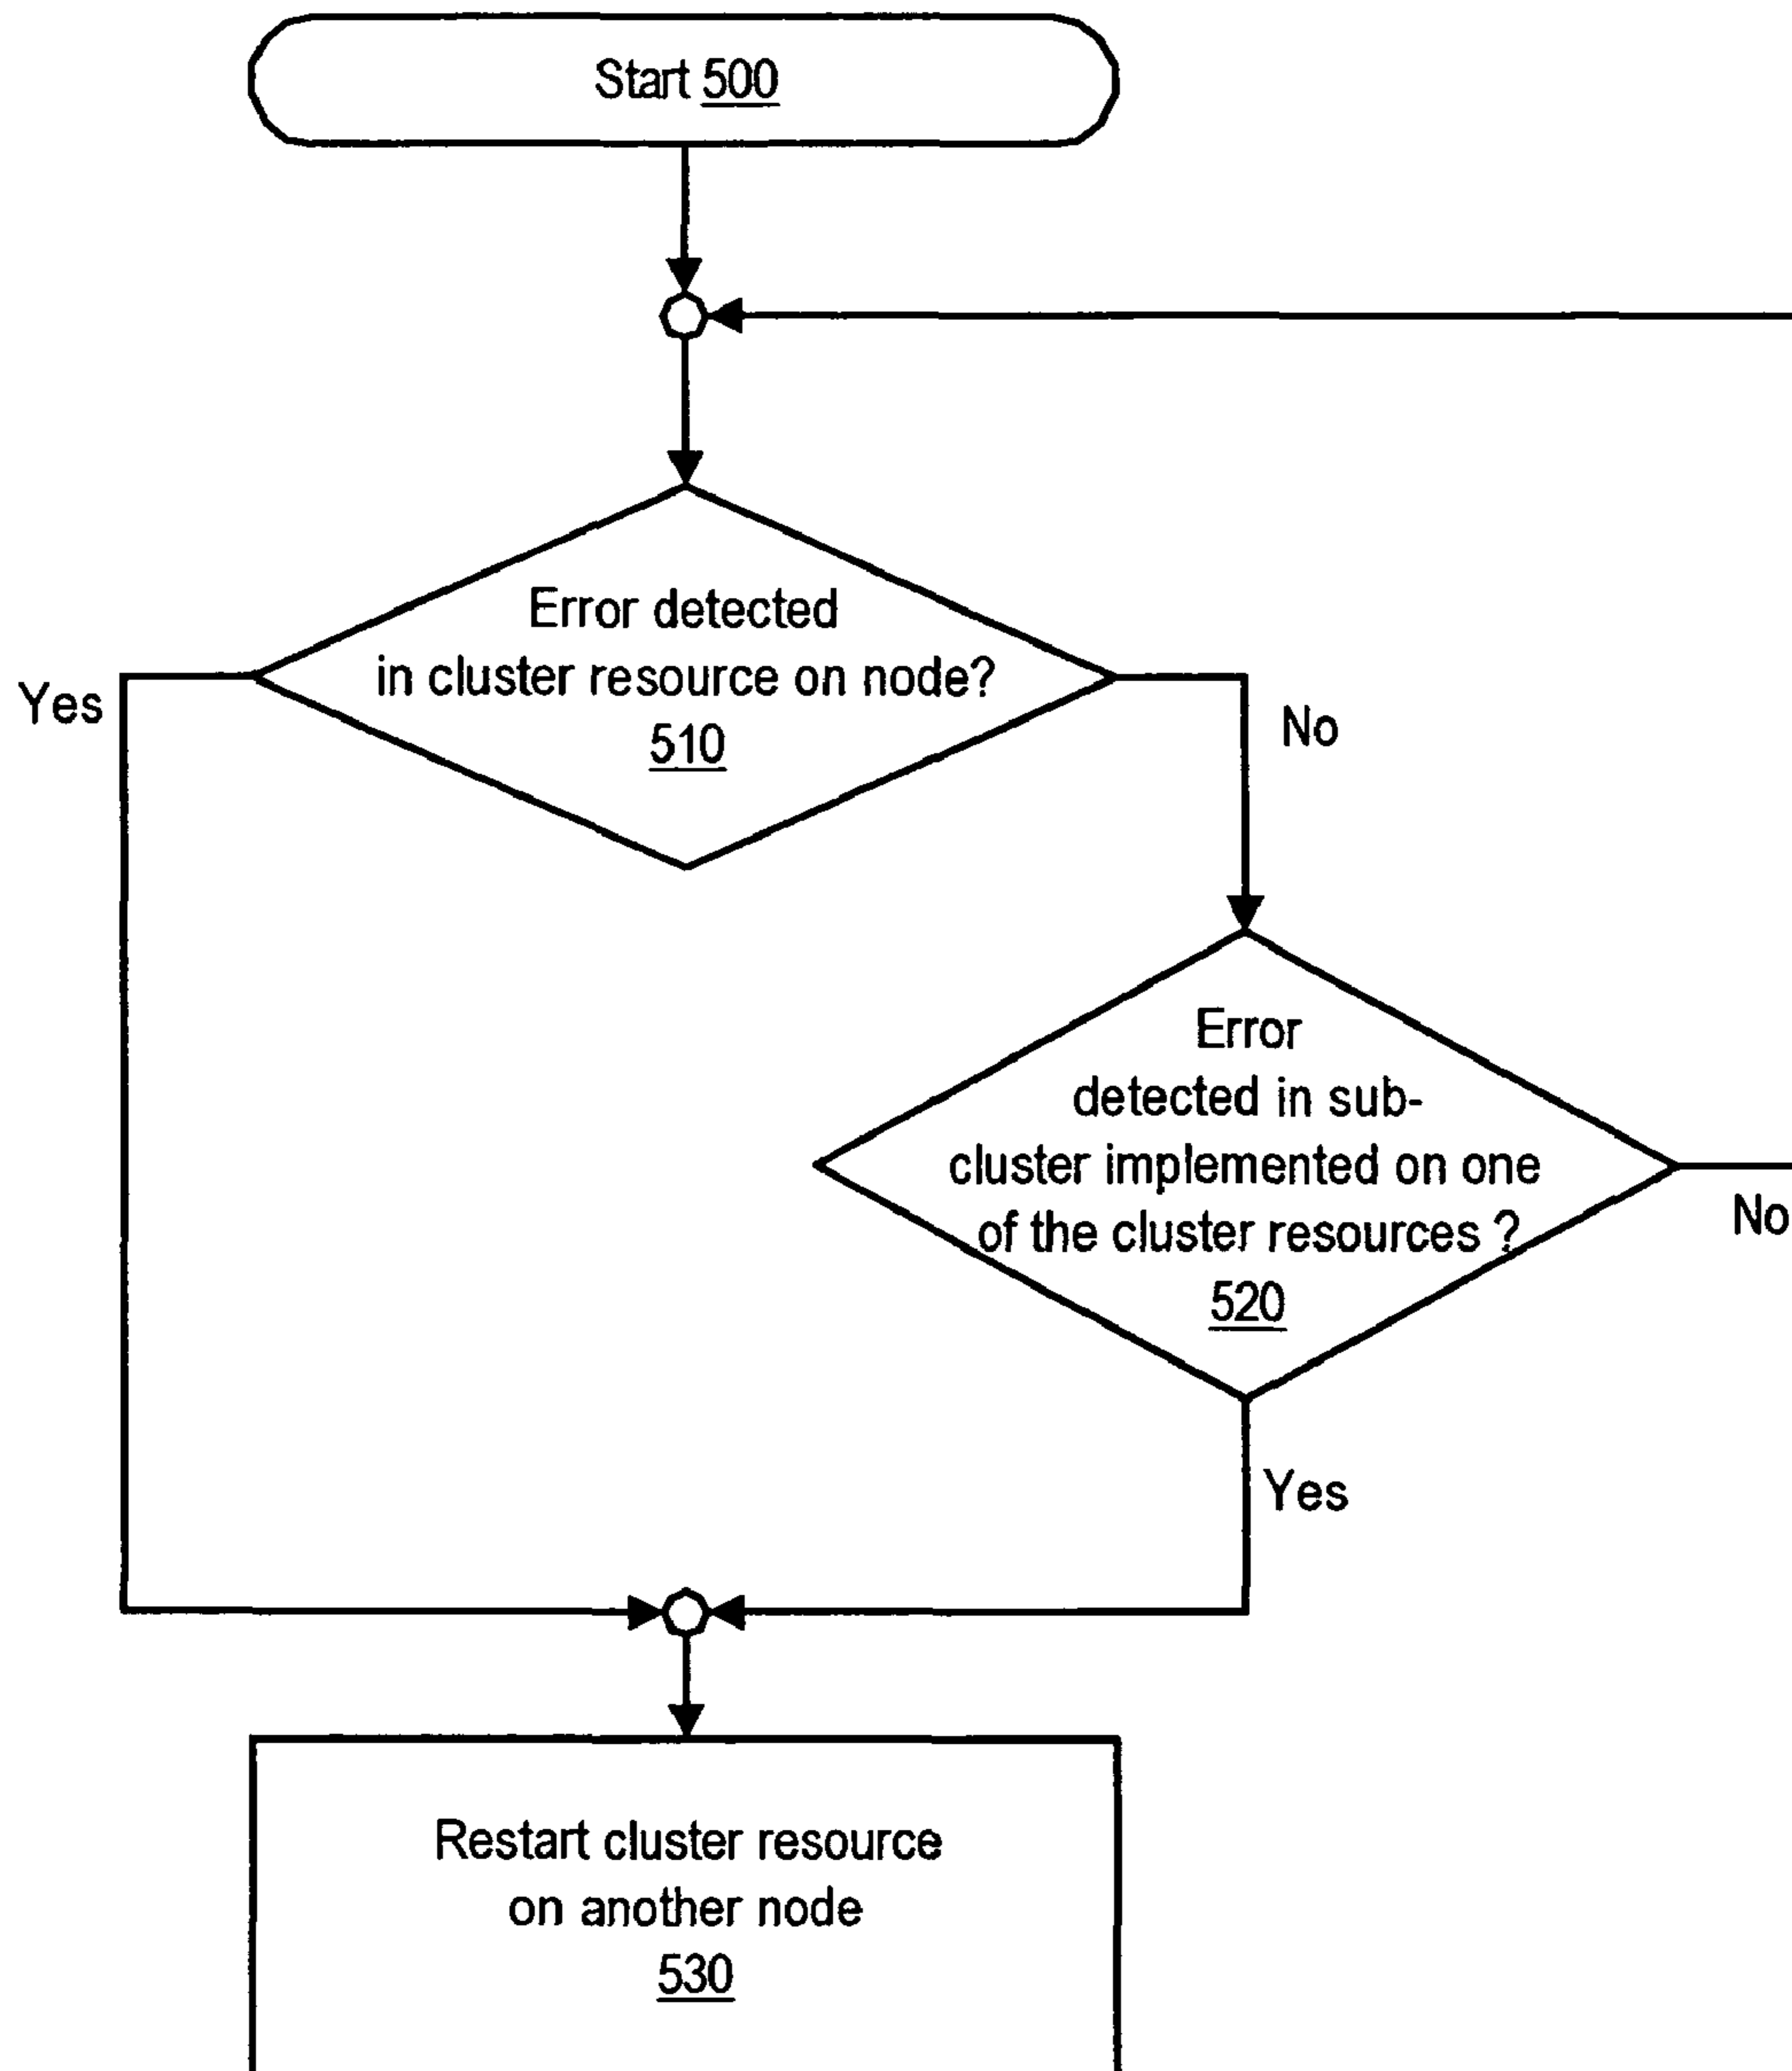 Start 500
Error detected
in cluster resource on node?
510
Yes
No
Error
detected in sub-
cluster implemented on one
of the cluster resources ?
520
No
Yes
Restart cluster resource
on another node
530